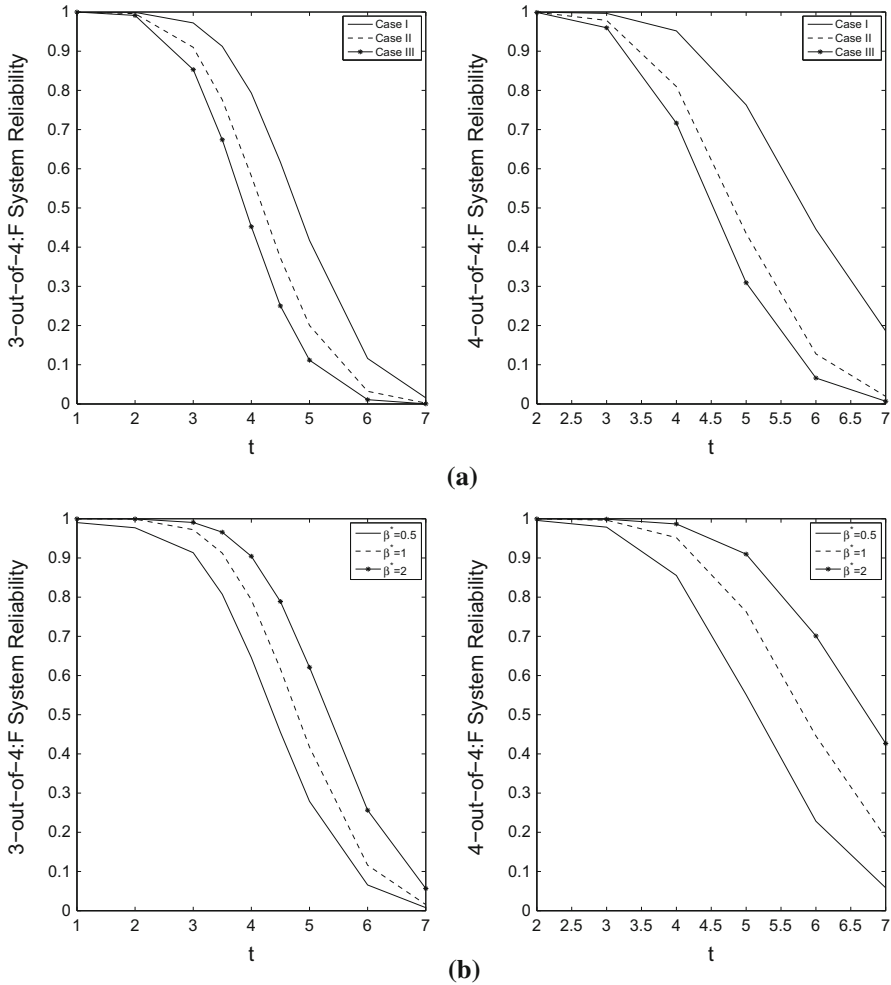 1
0.9
0.8
0.7
0.6
0.5
0.4
0.3
0.2
0.1
0
1 2 3 4 5 6 7
t
3−out−of−4:F System Reliability
Case I
Case II
Case III
1
0.9
0.8
0.7
0.6
0.5
0.4
0.3
0.2
0.1
0
2 2.5 3 3.5 4 4.5 5 5.5 6 6.5 7
t
4−out−of−4:F System Reliability
Case I
Case II
Case III
(a)
1
0.9
0.8
0.7
0.6
0.5
0.4
0.3
0.2
0.1
0
1 2 3 4 5 6 7
t
3−out−of−4:F System Reliability
β*=0.5
β*=1
β*=2
1
0.9
0.8
0.7
0.6
0.5
0.4
0.3
0.2
0.1
0
2 2.5 3 3.5 4 4.5 5 5.5 6 6.5 7
t
4−out−of−4:F System Reliability
β*=0.5
β*=1
β*=2
(b)